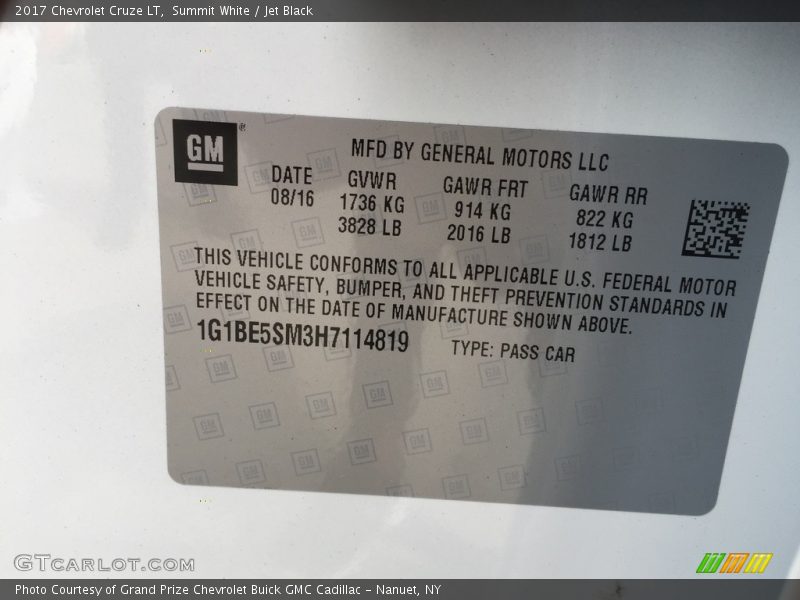 2017 Chevrolet Cruze LT,  Summit White / Jet Black
GM ®
MFD BY GENERAL MOTORS LLC
DATE GVWR GAWR FRT GAWR RR
08/16 1736 KG 914 KG 822 KG
3828 LB 2016 LB 1812 LB
THIS VEHICLE CONFORMS TO ALL APPLICABLE U.S. FEDERAL MOTOR
VEHICLE SAFETY, BUMPER, AND THEFT PREVENTION STANDARDS IN
EFFECT ON THE DATE OF MANUFACTURE SHOWN ABOVE.
1G1BE5SM3H7114819 TYPE: PASS CAR
GTCARLOT.COM
Photo Courtesy of Grand Prize Chevrolet Buick GMC Cadillac - Nanuet, NY